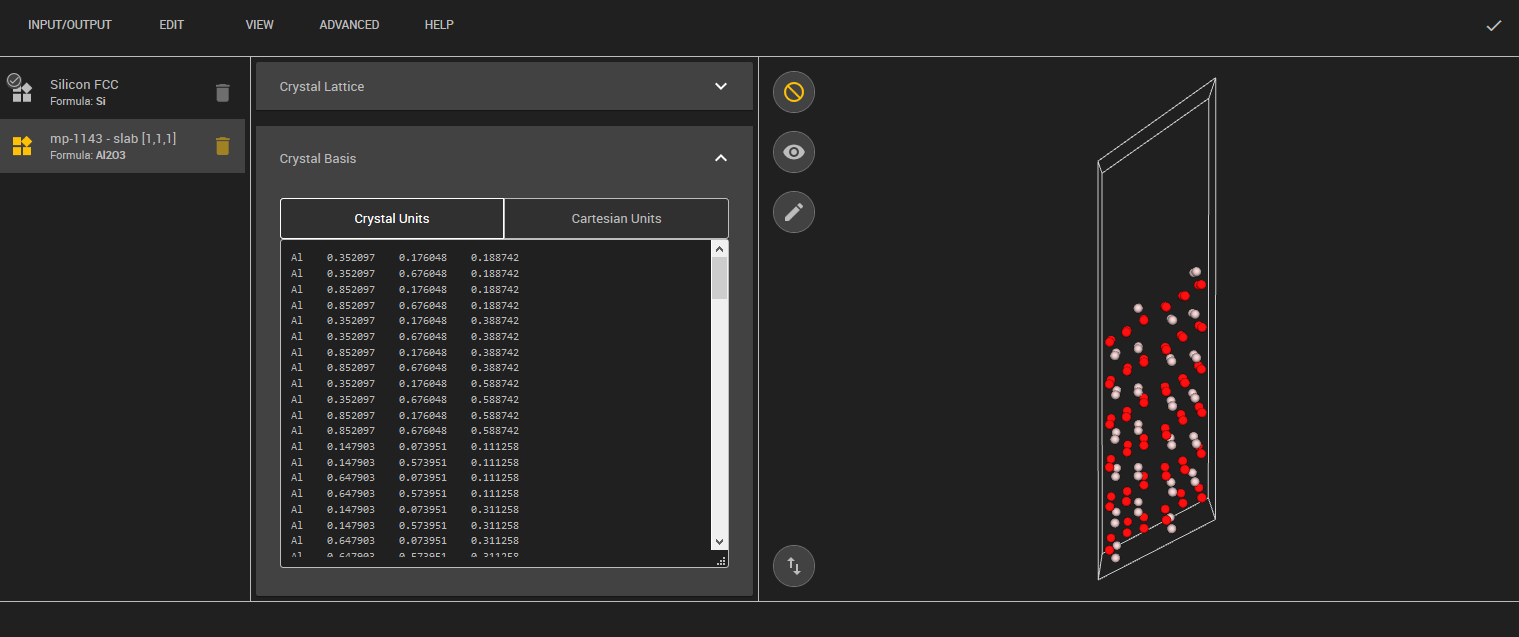 INPUT/OUTPUT EDIT VIEW ADVANCED HELP
Silicon FCC
Formula: Si
mp-1143 - slab [1,1,1]
Formula: Al2O3
Crystal Lattice
Crystal Basis
Crystal Units Cartesian Units
Al 0.352097 0.176048 0.188742
Al 0.352097 0.676048 0.188742
Al 0.852097 0.176048 0.188742
Al 0.852097 0.676048 0.188742
Al 0.352097 0.176048 0.388742
Al 0.352097 0.676048 0.388742
Al 0.852097 0.176048 0.388742
Al 0.852097 0.676048 0.388742
Al 0.352097 0.176048 0.588742
Al 0.352097 0.676048 0.588742
Al 0.852097 0.176048 0.588742
Al 0.852097 0.676048 0.588742
Al 0.147903 0.073951 0.111258
Al 0.147903 0.573951 0.111258
Al 0.647903 0.073951 0.111258
Al 0.647903 0.573951 0.111258
Al 0.147903 0.073951 0.311258
Al 0.147903 0.573951 0.311258
Al 0.647903 0.073951 0.311258
Al 0.647903 0.573951 0.311258